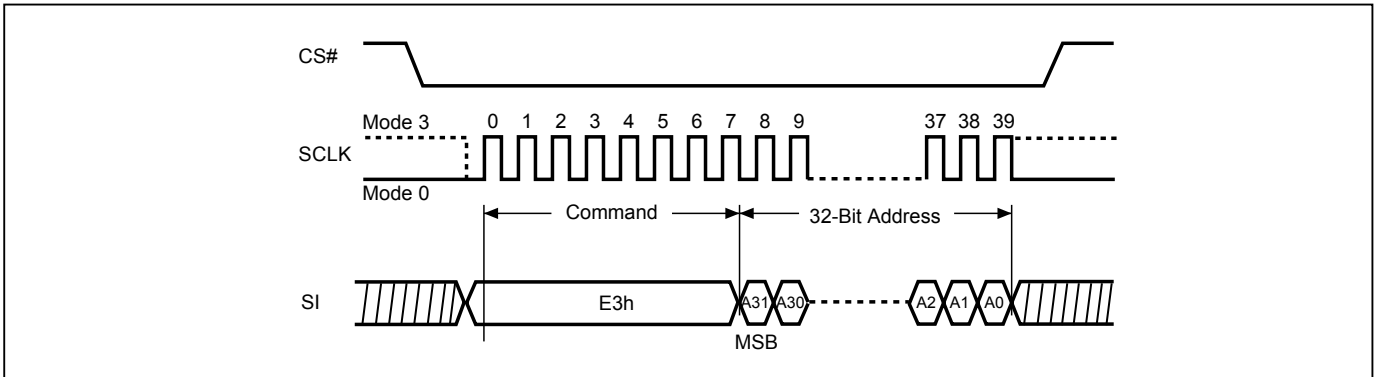 CS#
Mode 3 0 1 2 3 4 5 6 7 8 9 37 38 39
SCLK
Mode 0
Command 32-Bit Address
SI E3h A31 A30 A2 A1 A0
MSB